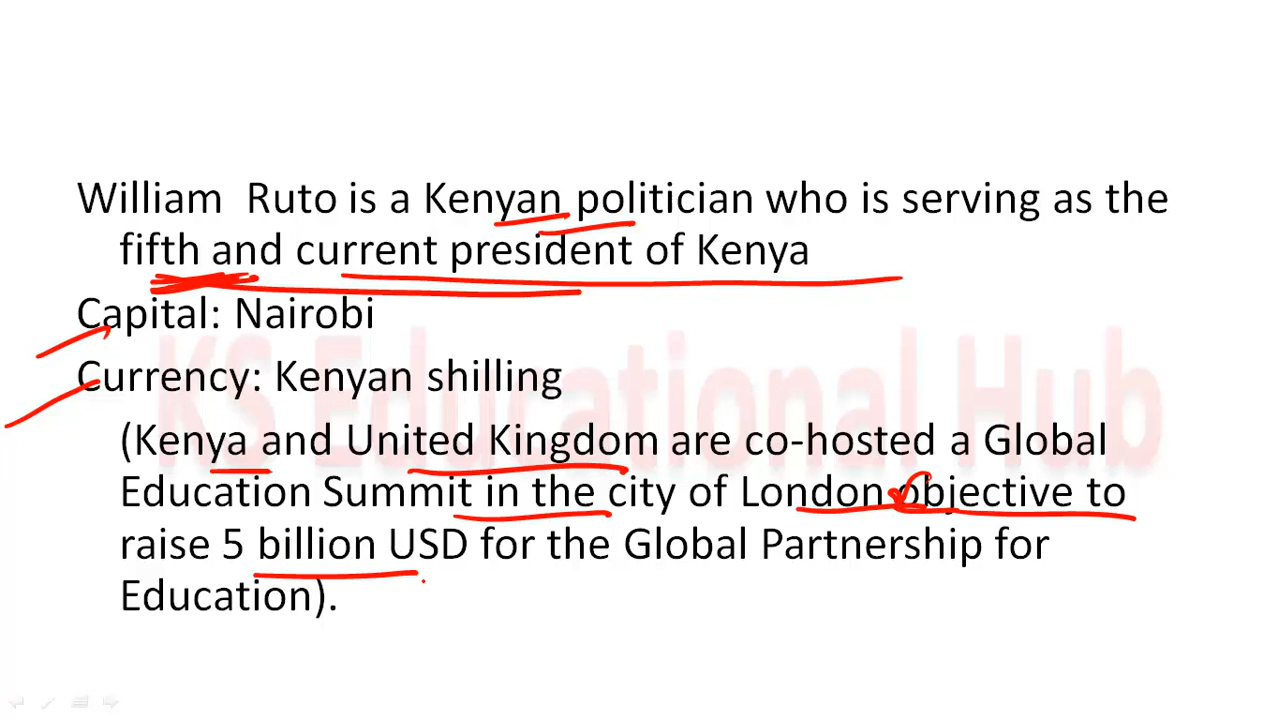 William Ruto is a Kenyan politician who is serving as the
fifth and current president of Kenya
Capital: Nairobi
Currency: Kenyan shilling
(Kenya and United Kingdom are co-hosted a Global
Education Summit in the city of London objective to
raise 5 billion USD for the Global Partnership for
Education).
KS Educational Hub